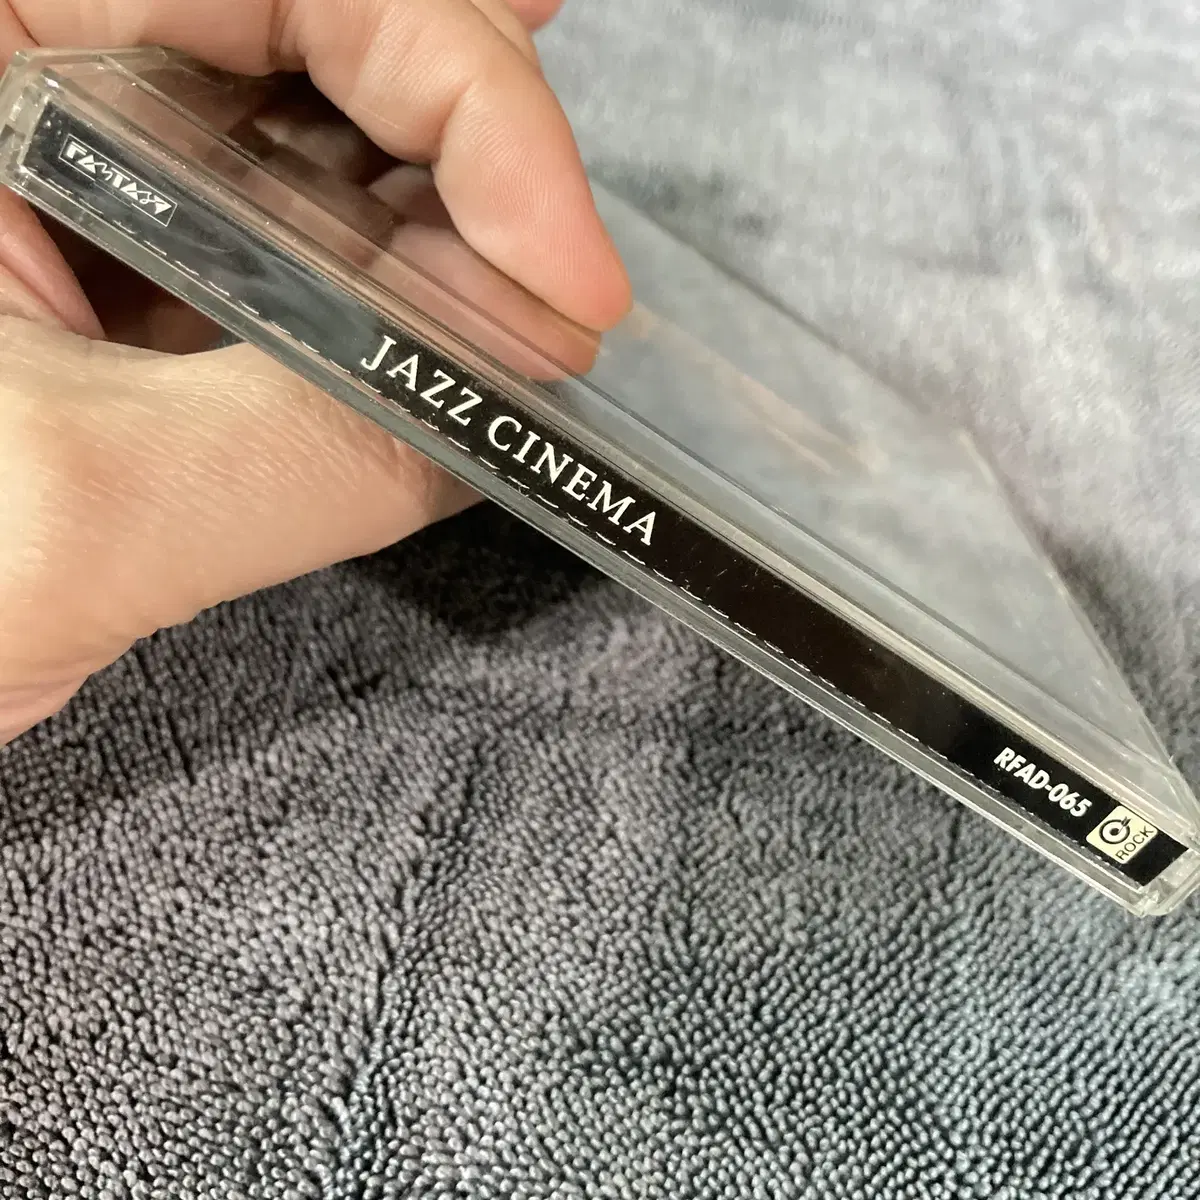 FANTASY
JAZZ CINEMA
RFAD-065
ROCK